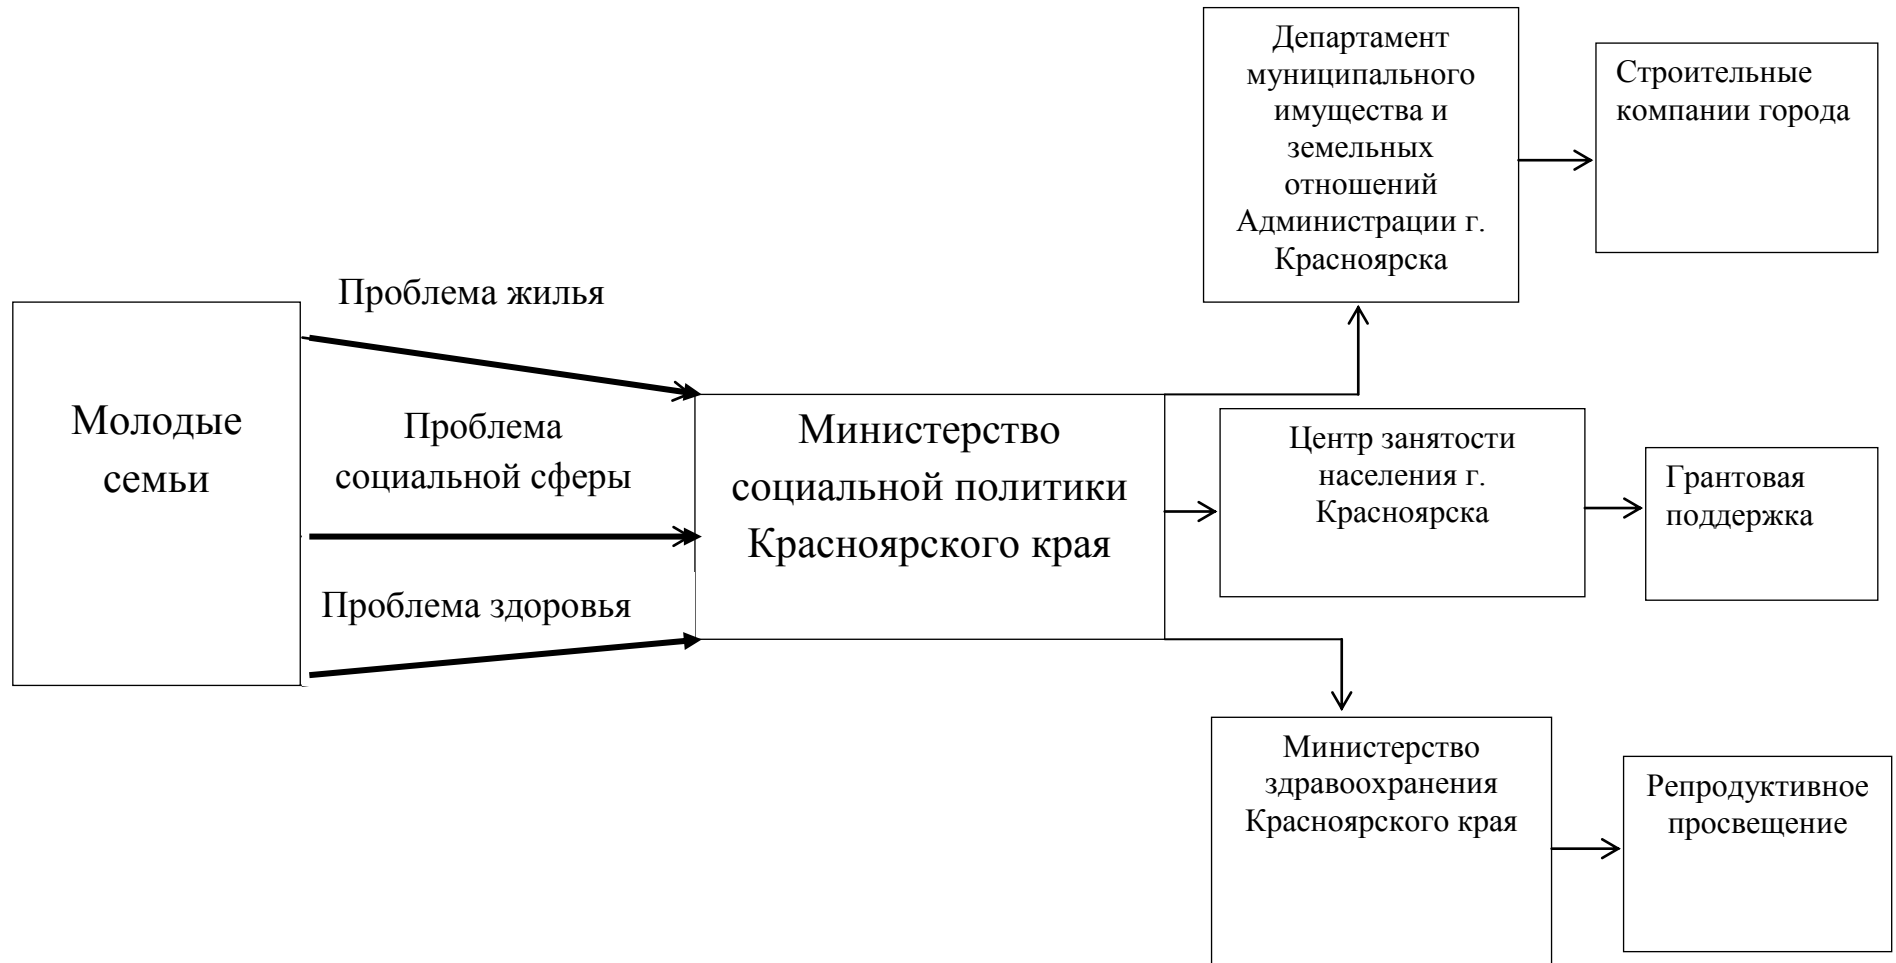 Молодые
семьи
Проблема жилья
Проблема
социальной сферы
Проблема здоровья
Министерство
социальной политики
Красноярского края
Департамент
муниципального
имущества и
земельных
отношений
Администрации г.
Красноярска
Строительные
компании города
Центр занятости
населения г.
Красноярска
Грантовая
поддержка
Министерство
здравоохранения
Красноярского края
Репродуктивное
просвещение